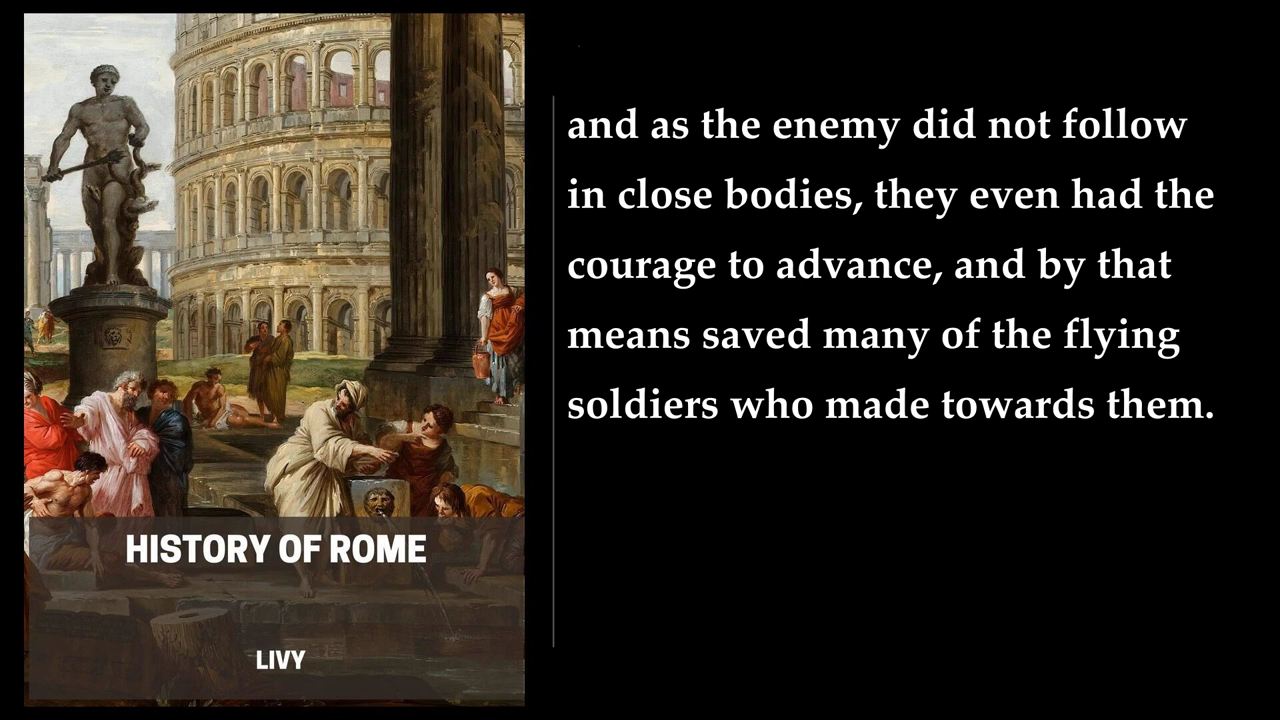 HISTORY OF ROME
LIVY
and as the enemy did not follow
in close bodies, they even had the
courage to advance, and by that
means saved many of the flying
soldiers who made towards them.